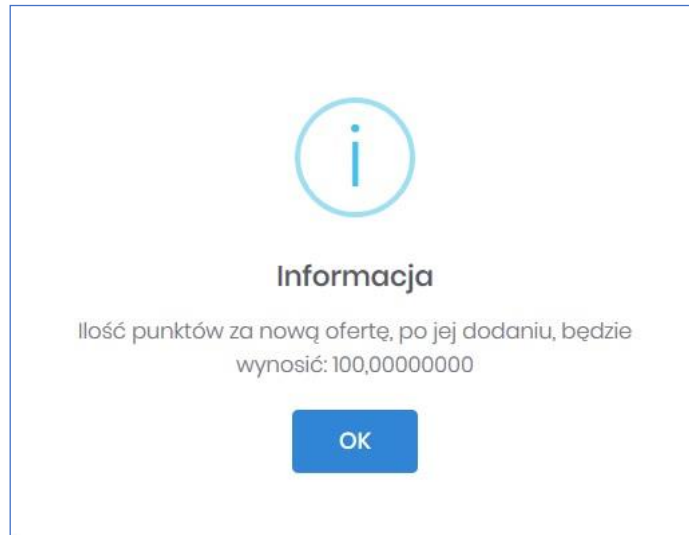 Informacja
Ilość punktów za nową ofertę, po jej dodaniu, będzie
wynosić: 100,00000000
OK